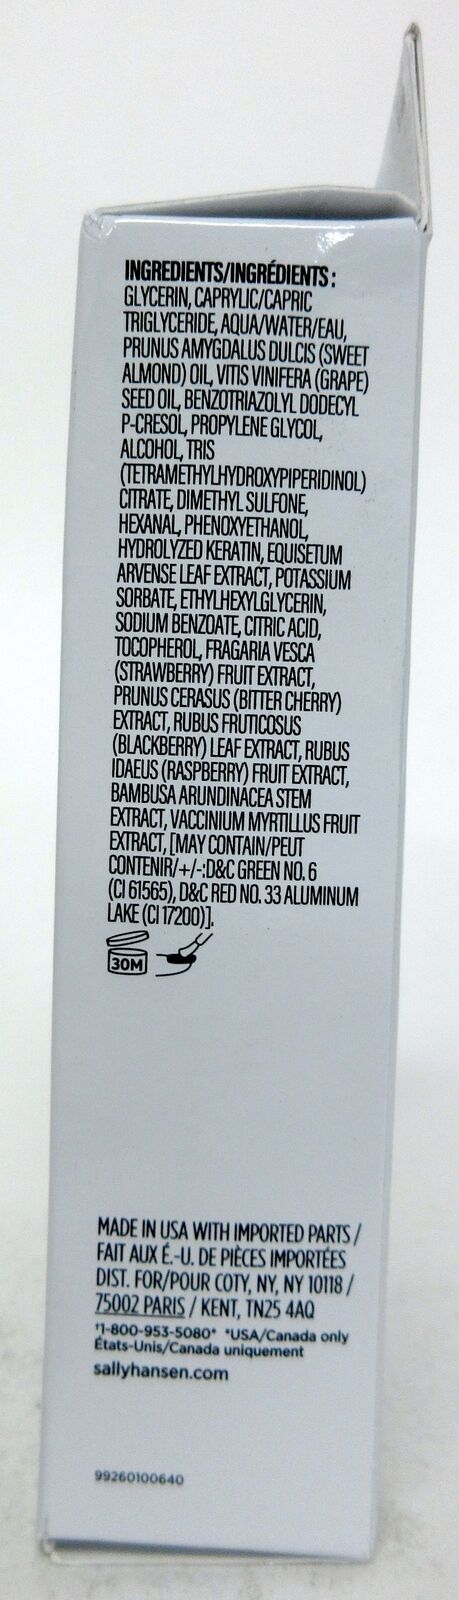 INGREDIENTS/INGRÉDIENTS:
GLYCERIN, CAPRYLIC/CAPRIC
TRIGLYCERIDE, AQUA/WATER/EAU,
PRUNUS AMYGDALUS DULCIS (SWEET
ALMOND) OIL, VITIS VINIFERA (GRAPE)
SEED OIL, BENZOTRIAZOLYL DODECYL
P-CRESOL, PROPYLENE GLYCOL,
ALCOHOL, TRIS
(TETRAMETHYLHYDROXYPIPERIDINOL)
CITRATE, DIMETHYL SULFONE,
HEXANAL, PHENOXYETHANOL,
HYDROLYZED KERATIN, EQUISETUM
ARVENSE LEAF EXTRACT, POTASSIUM
SORBATE, ETHYLHEXYLGLYCERIN,
SODIUM BENZOATE, CITRIC ACID,
TOCOPHEROL, FRAGARIA VESCA
(STRAWBERRY) FRUIT EXTRACT,
PRUNUS CERASUS (BITTER CHERRY)
EXTRACT, RUBUS FRUTICOSUS
(BLACKBERRY) LEAF EXTRACT, RUBUS
IDAEUS (RASPBERRY) FRUIT EXTRACT,
BAMBUSA ARUNDINACEA STEM
EXTRACT, VACCINIUM MYRTILLUS FRUIT
EXTRACT, [MAY CONTAIN/PEUT
CONTENIR/+/-:D&C GREEN NO. 6
(CI 61565), D&C RED NO. 33 ALUMINUM
LAKE (CI 17200)].
30M
MADE IN USA WITH IMPORTED PARTS /
FAIT AUX É.-U. DE PIÈCES IMPORTÉES
DIST. FOR/POUR COTY, NY, NY 10118 /
75002 PARIS / KENT, TN25 4AQ
†1-800-953-5080* *USA/Canada only
États-Unis/Canada uniquement
sallyhansen.com
99260100640